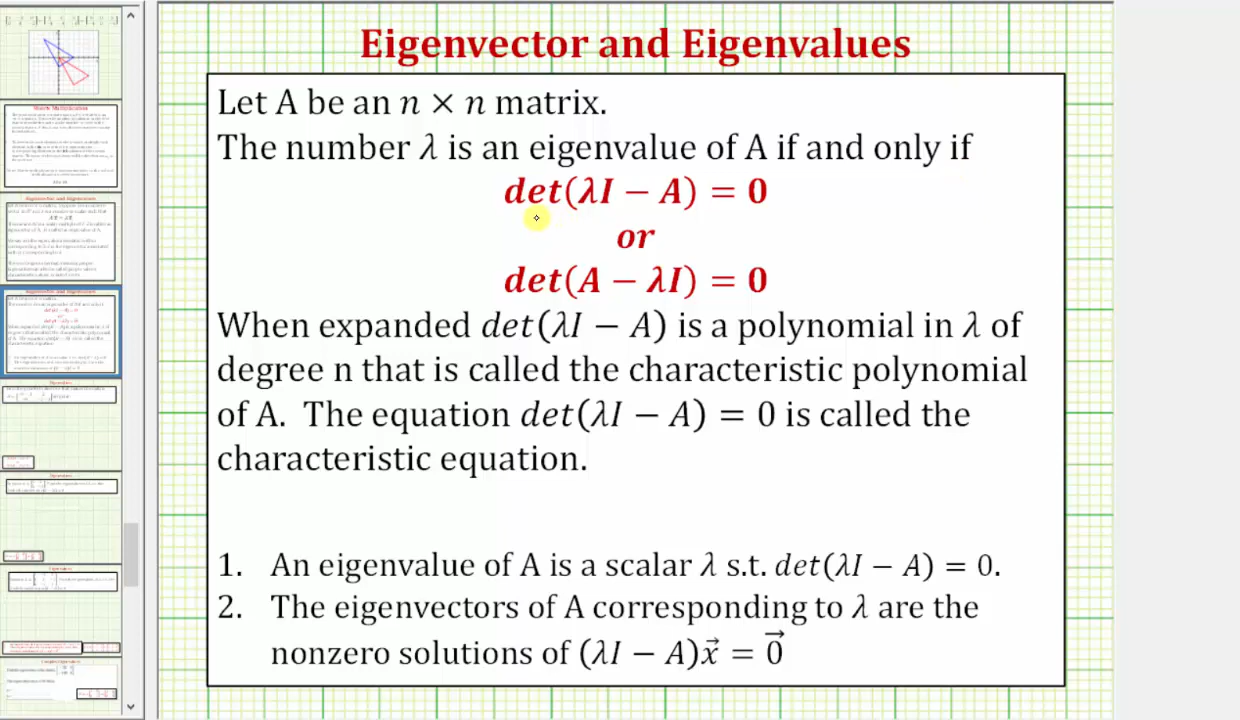 Eigenvector and Eigenvalues
Let A be an n × n matrix.
The number λ is an eigenvalue of A if and only if
det(λI − A) = 0
or
det(A − λI) = 0
When expanded det(λI − A) is a polynomial in λ of
degree n that is called the characteristic polynomial
of A. The equation det(λI − A) = 0 is called the
characteristic equation.
1. An eigenvalue of A is a scalar λ s.t. det(λI − A) = 0.
2. The eigenvectors of A corresponding to λ are the
nonzero solutions of (λI − A)x⃗ = 0⃗